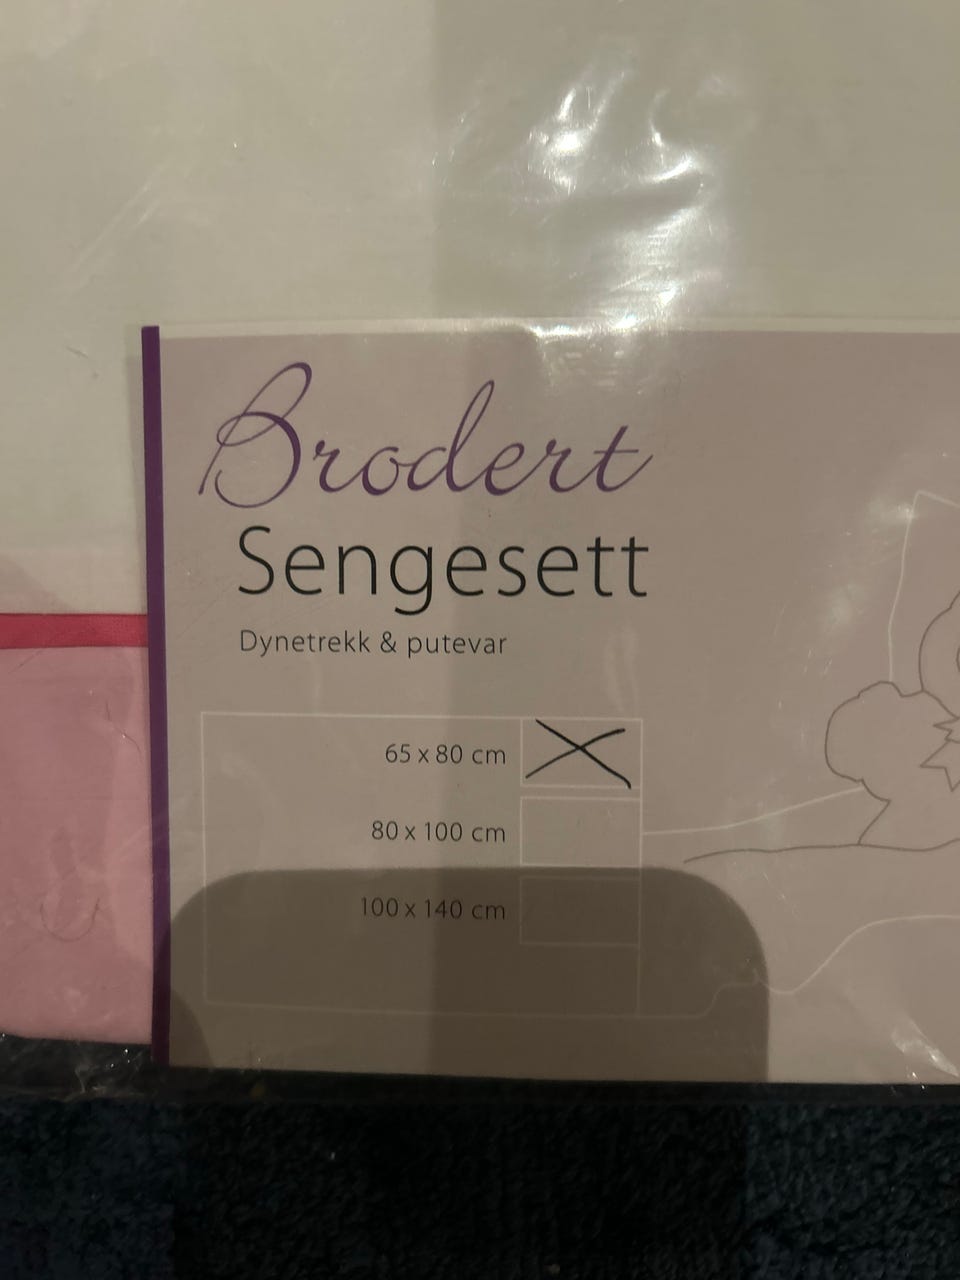 Brodert
Sengesett
Dynetrekk & putevar
65 x 80 cm
80 x 100 cm
100 x 140 cm